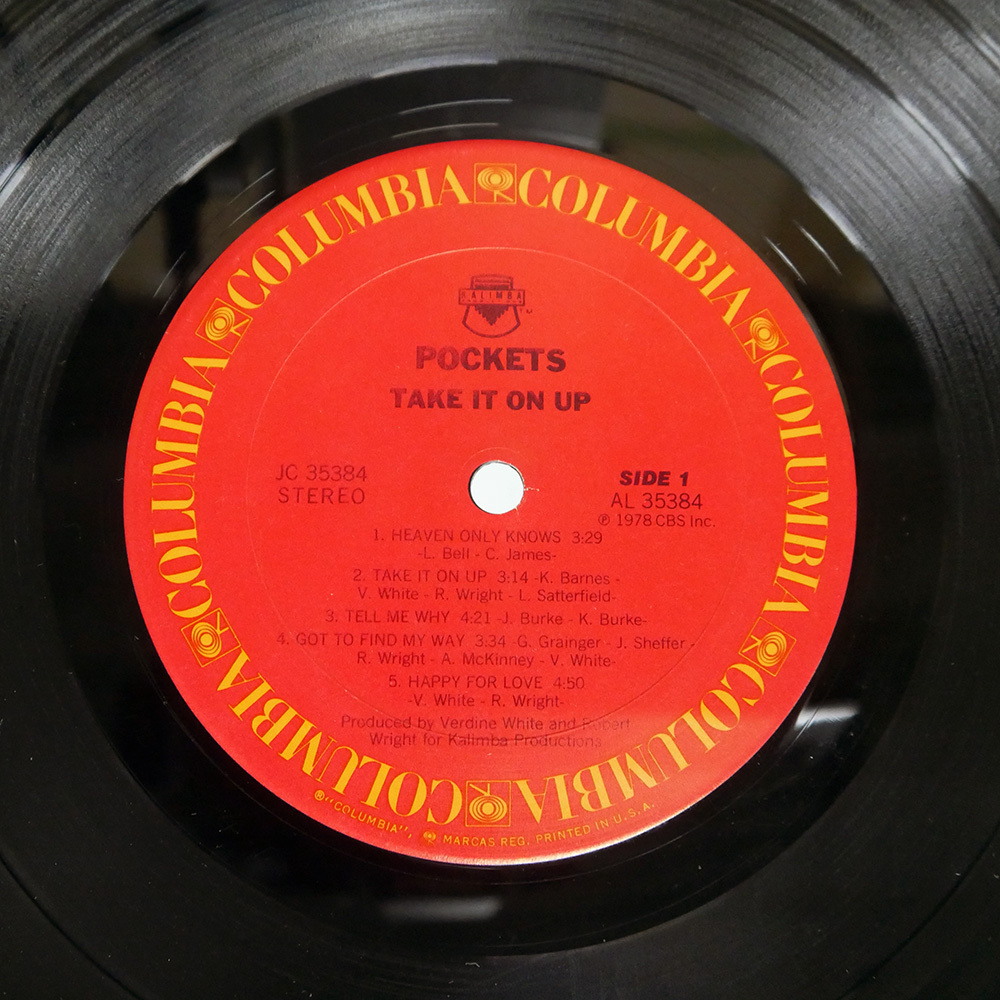 COLUMBIA COLUMBIA COLUMBIA COLUMBIA COLUMBIA COLUMBIA COLUMBIA COLUMBIA
KALIMBA
POCKETS
TAKE IT ON UP
JC 35384
STEREO
SIDE 1
AL 35384
℗ 1978 CBS Inc.
1. HEAVEN ONLY KNOWS 3:29
-L. Bell - C. James-
2. TAKE IT ON UP 3:14 -K. Barnes -
V. White - R. Wright - L. Satterfield-
3. TELL ME WHY 4:21 -J. Burke - K. Burke-
4. GOT TO FIND MY WAY 3:34 -G. Grainger - J. Sheffer -
R. Wright - A. McKinney - V. White-
5. HAPPY FOR LOVE 4:50
-V. White - R. Wright-
Produced by Verdine White and Robert
Wright for Kalimba Productions
®"COLUMBIA", MARCAS REG. PRINTED IN U.S.A.